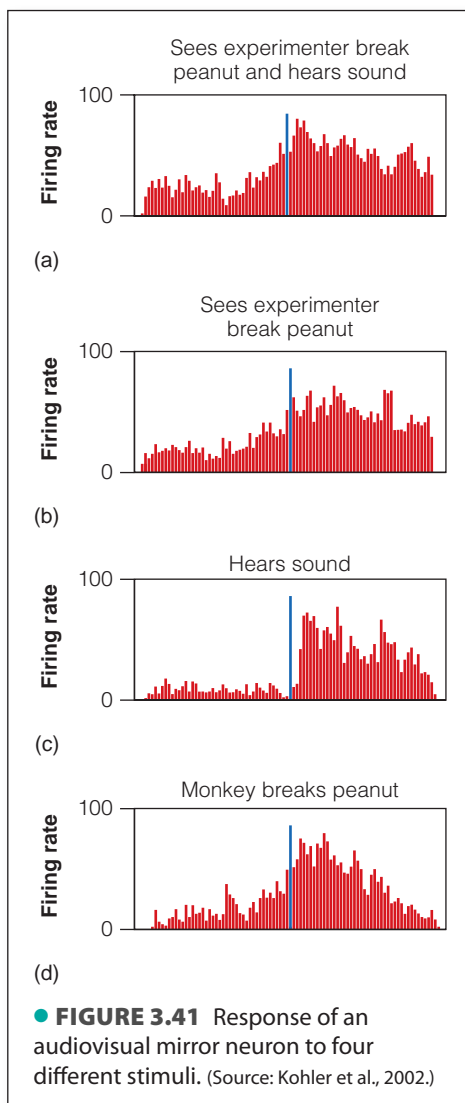 Sees experimenter break
peanut and hears sound
100
Firing rate
0
(a)
Sees experimenter
break peanut
100
Firing rate
0
(b)
Hears sound
100
Firing rate
0
(c)
Monkey breaks peanut
100
Firing rate
0
(d)
● FIGURE 3.41 Response of an
audiovisual mirror neuron to four
different stimuli. (Source: Kohler et al., 2002.)